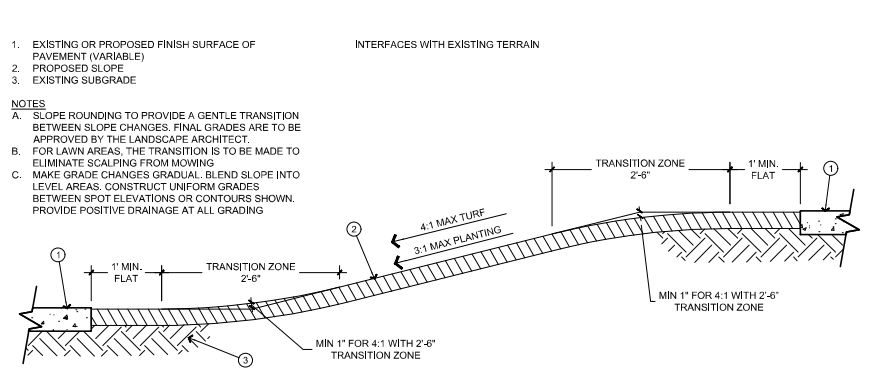 1. EXISTING OR PROPOSED FINISH SURFACE OF
PAVEMENT (VARIABLE)
2. PROPOSED SLOPE
3. EXISTING SUBGRADE
INTERFACES WITH EXISTING TERRAIN
NOTES
A. SLOPE ROUNDING TO PROVIDE A GENTLE TRANSITION
BETWEEN SLOPE CHANGES. FINAL GRADES ARE TO BE
APPROVED BY THE LANDSCAPE ARCHITECT.
B. FOR LAWN AREAS, THE TRANSITION IS TO BE MADE TO
ELIMINATE SCALPING FROM MOWING
C. MAKE GRADE CHANGES GRADUAL. BLEND SLOPE INTO
LEVEL AREAS. CONSTRUCT UNIFORM GRADES
BETWEEN SPOT ELEVATIONS OR CONTOURS SHOWN.
PROVIDE POSITIVE DRAINAGE AT ALL GRADING
TRANSITION ZONE
2'-6"
1' MIN.
FLAT
1
4:1 MAX TURF
3:1 MAX PLANTING
2
1
1' MIN.
FLAT
TRANSITION ZONE
2'-6"
MIN 1" FOR 4:1 WITH 2'-6"
TRANSITION ZONE
MIN 1" FOR 4:1 WITH 2'-6"
TRANSITION ZONE
3